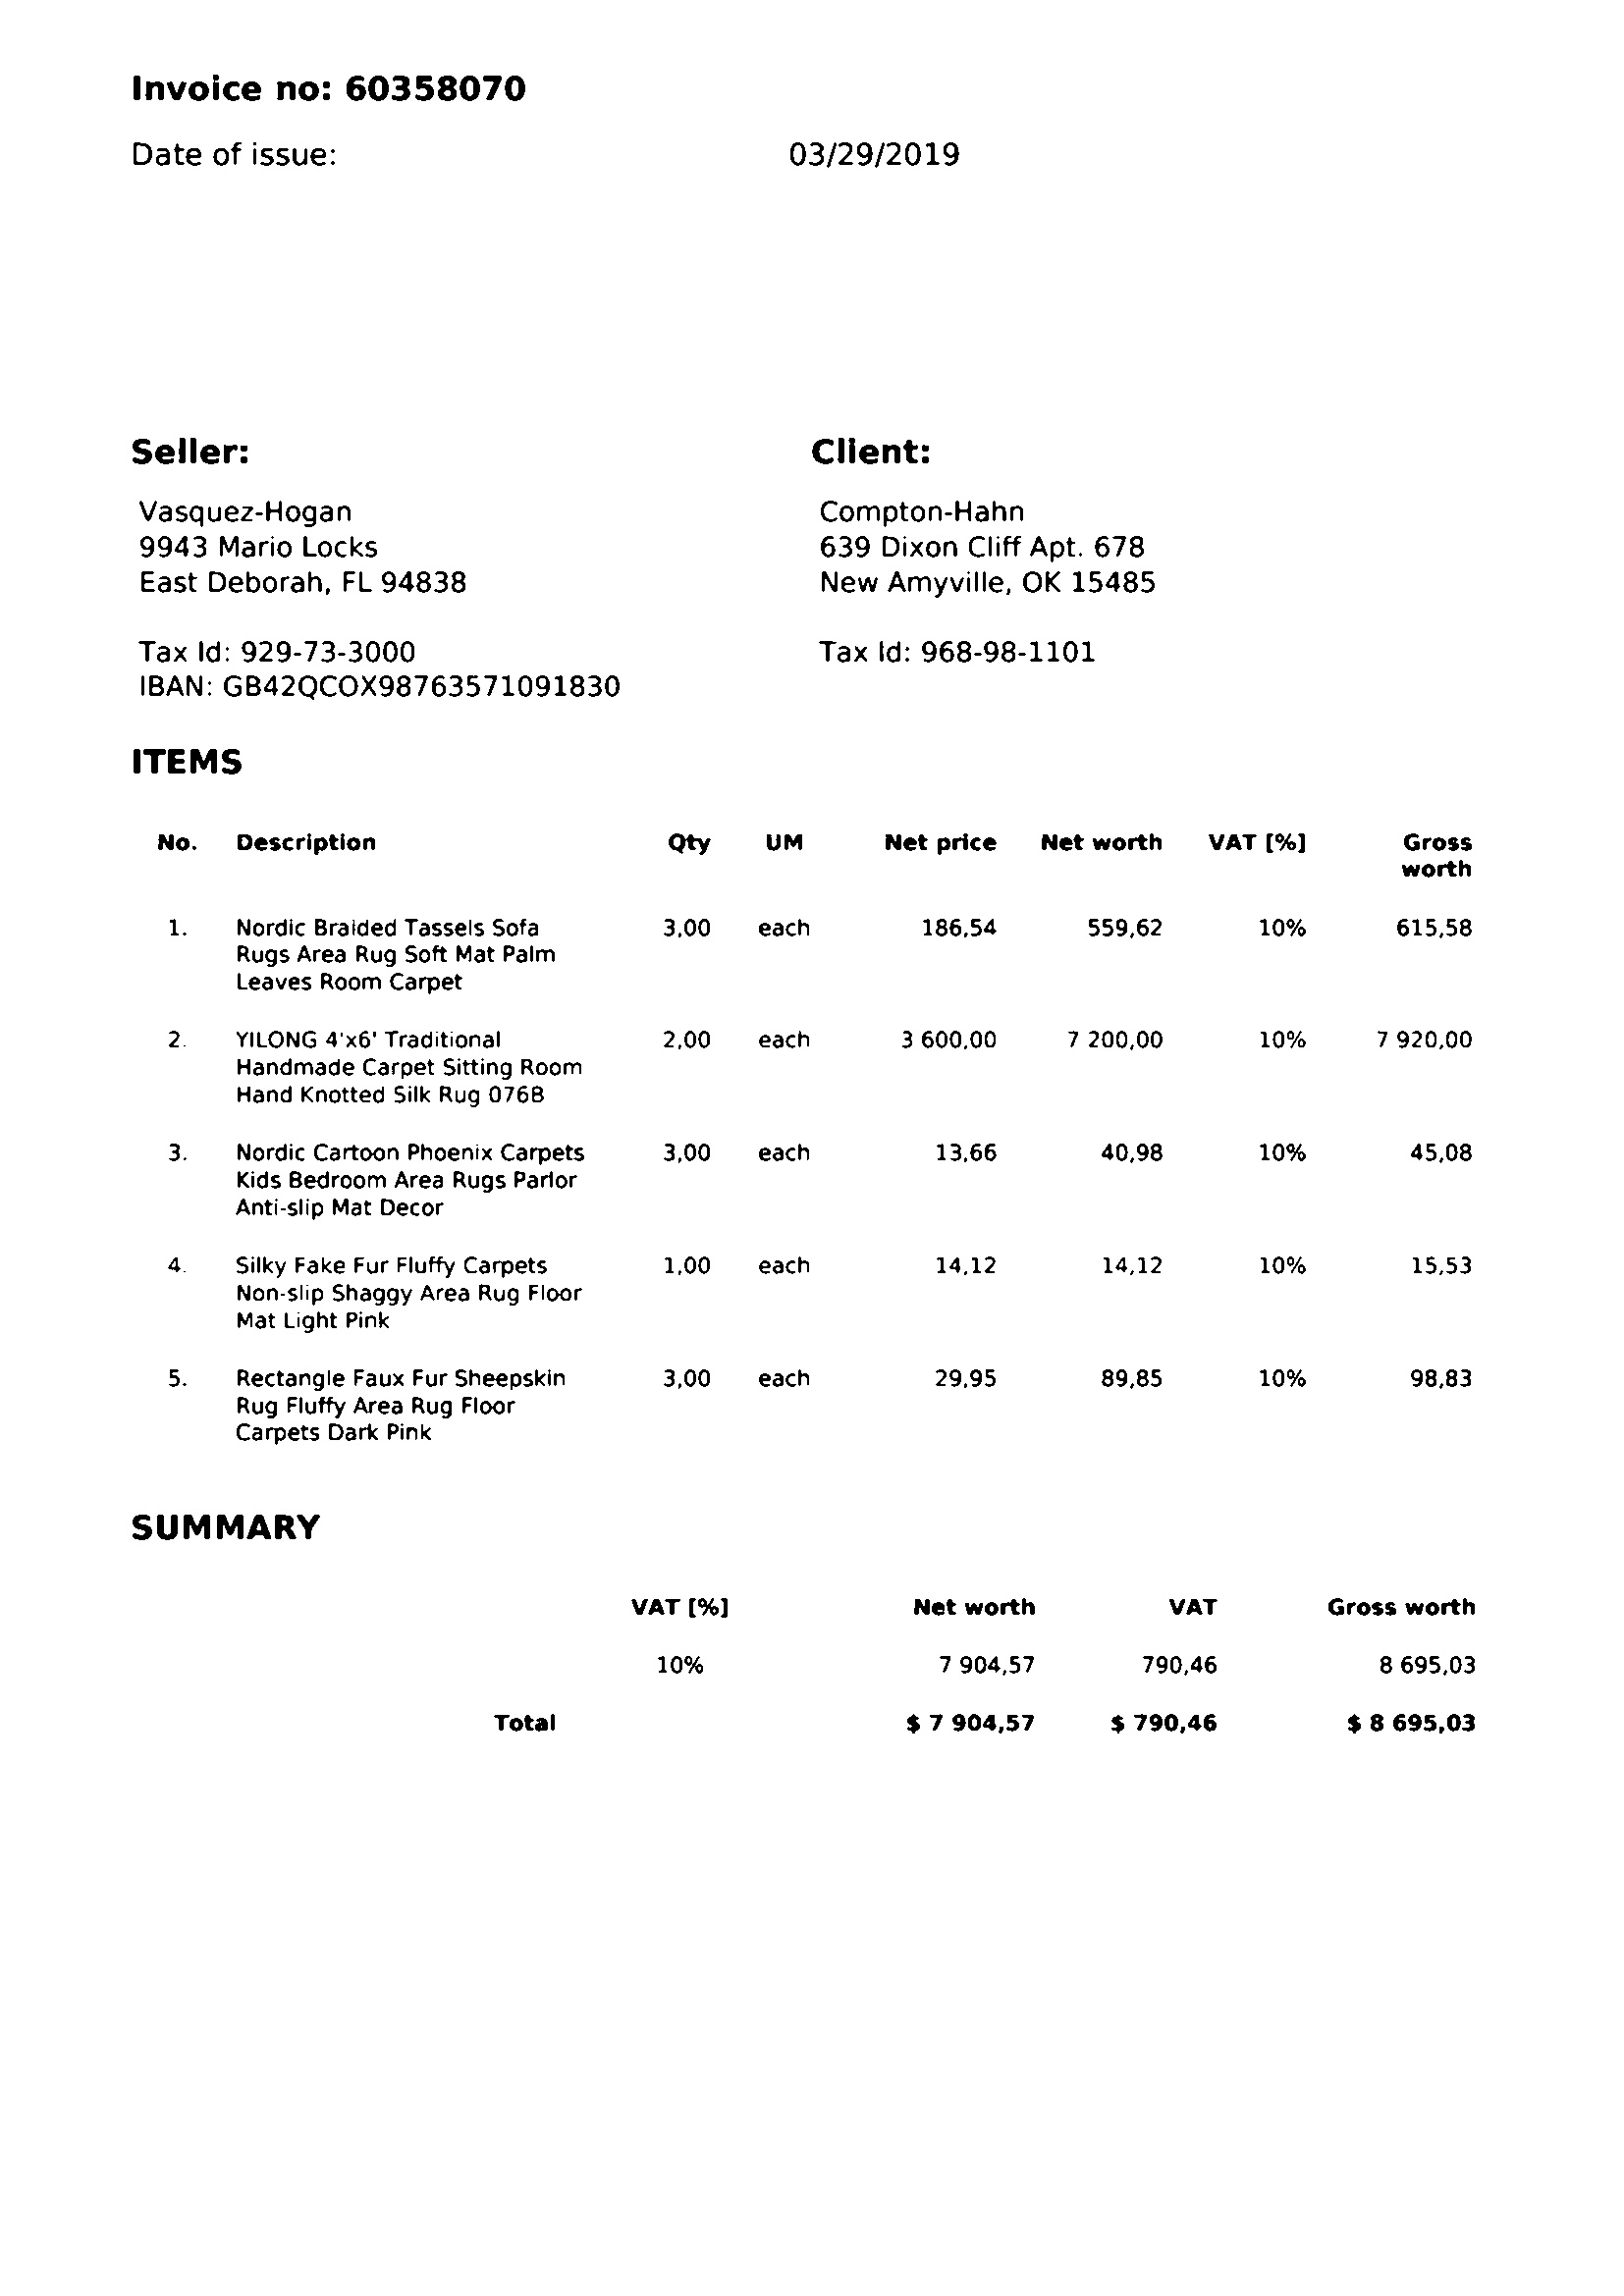 Invoice no: 60358070
Date of issue: 03/29/2019
Seller:
Vasquez-Hogan
9943 Mario Locks
East Deborah, FL 94838
Tax Id: 929-73-3000
IBAN: GB42QCOX98763571091830
Client:
Compton-Hahn
639 Dixon Cliff Apt. 678
New Amyville, OK 15485
Tax Id: 968-98-1101
ITEMS
No. Description Qty UM Net price Net worth VAT [%] Gross
worth
1. Nordic Braided Tassels Sofa 3,00 each 186,54 559,62 10% 615,58
Rugs Area Rug Soft Mat Palm
Leaves Room Carpet
2. YILONG 4'x6' Traditional 2,00 each 3 600,00 7 200,00 10% 7 920,00
Handmade Carpet Sitting Room
Hand Knotted Silk Rug 076B
3. Nordic Cartoon Phoenix Carpets 3,00 each 13,66 40,98 10% 45,08
Kids Bedroom Area Rugs Parlor
Anti-slip Mat Decor
4. Silky Fake Fur Fluffy Carpets 1,00 each 14,12 14,12 10% 15,53
Non-slip Shaggy Area Rug Floor
Mat Light Pink
5. Rectangle Faux Fur Sheepskin 3,00 each 29,95 89,85 10% 98,83
Rug Fluffy Area Rug Floor
Carpets Dark Pink
SUMMARY
VAT [%] Net worth VAT Gross worth
10% 7 904,57 790,46 8 695,03
Total $ 7 904,57 $ 790,46 $ 8 695,03